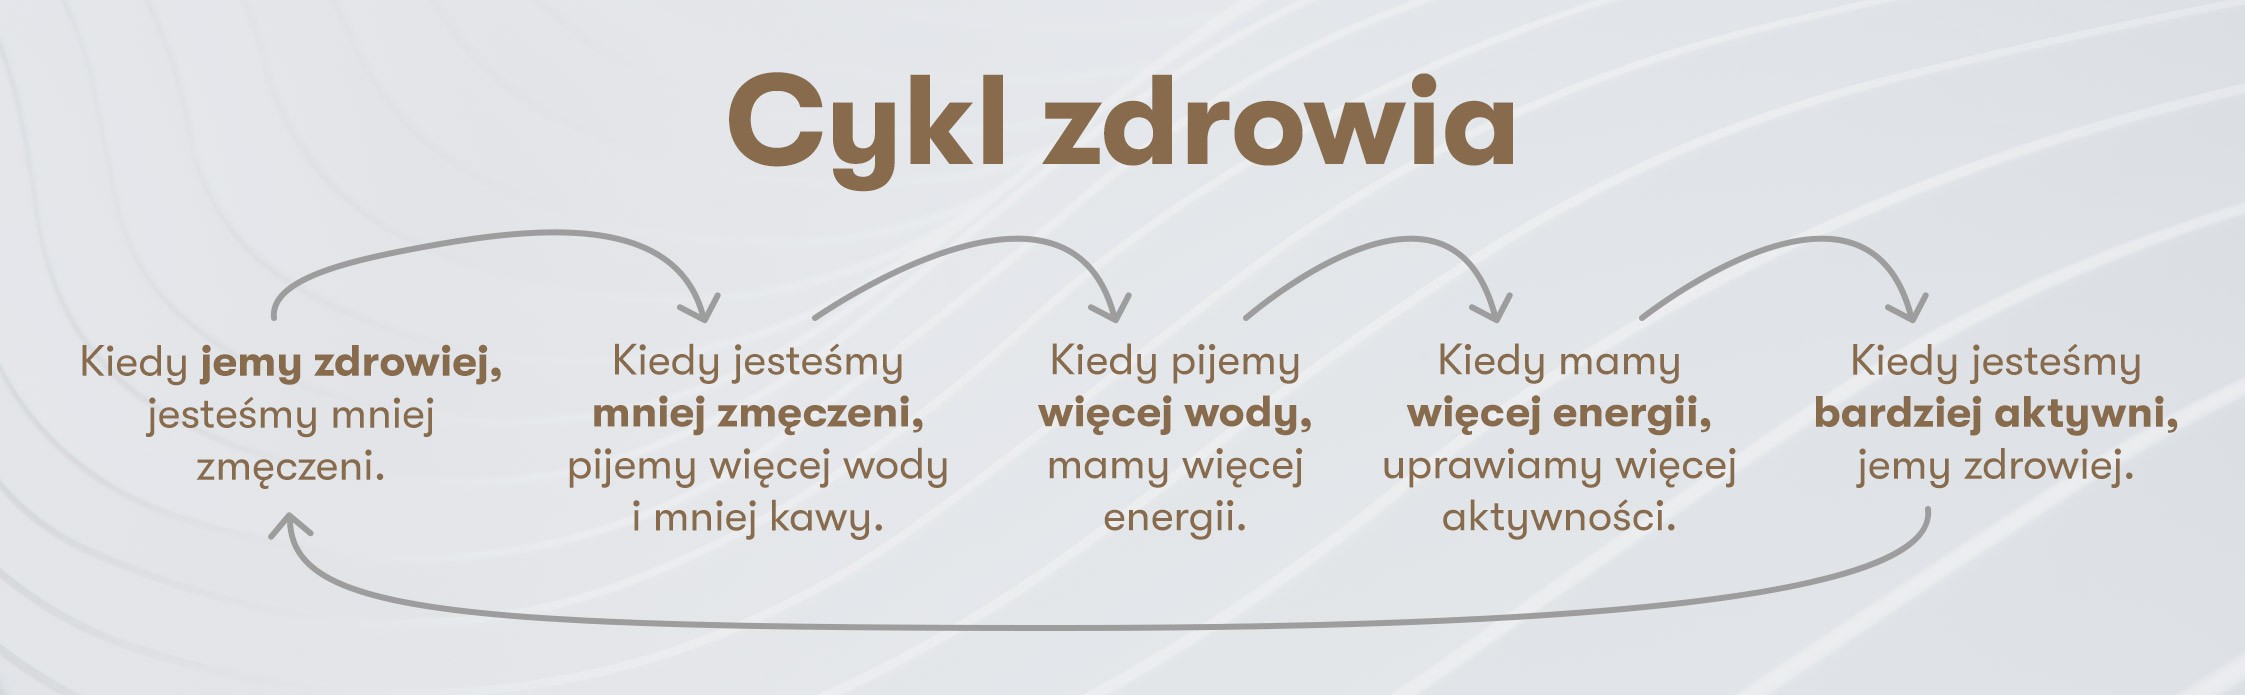 Cykl zdrowia
Kiedy jemy zdrowiej,
jesteśmy mniej
zmęczeni.
Kiedy jesteśmy
mniej zmęczeni,
pijemy więcej wody
i mniej kawy.
Kiedy pijemy
więcej wody,
mamy więcej
energii.
Kiedy mamy
więcej energii,
uprawiamy więcej
aktywności.
Kiedy jesteśmy
bardziej aktywni,
jemy zdrowiej.